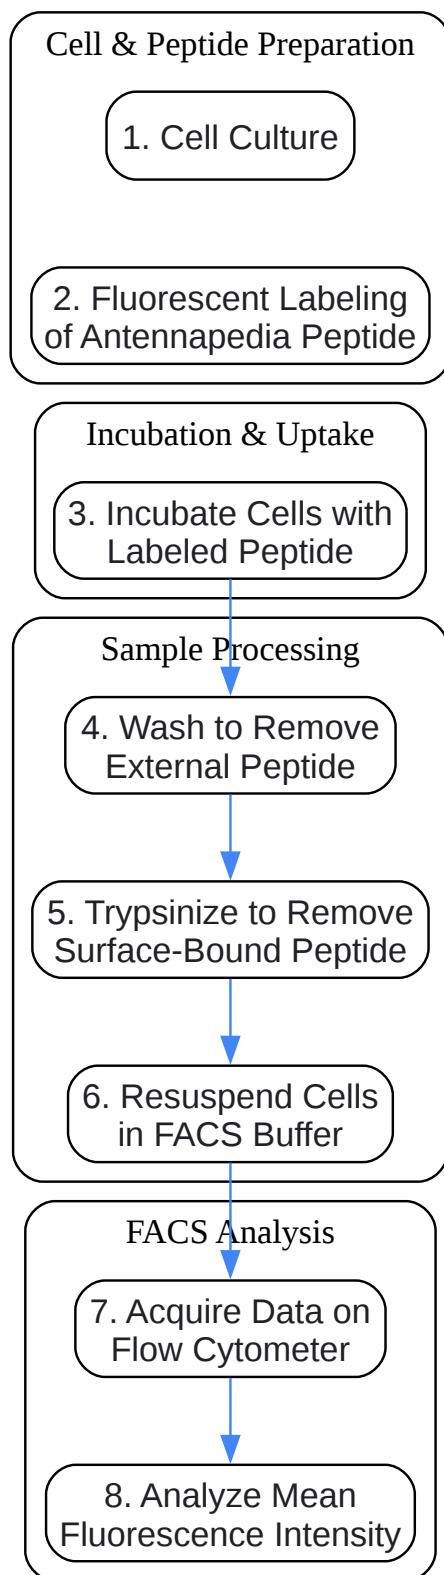 Cell & Peptide Preparation
1. Cell Culture
2. Fluorescent Labeling
of Antennapedia Peptide
Incubation & Uptake
3. Incubate Cells with
Labeled Peptide
Sample Processing
4. Wash to Remove
External Peptide
5. Trypsinize to Remove
Surface-Bound Peptide
6. Resuspend Cells
in FACS Buffer
FACS Analysis
7. Acquire Data on
Flow Cytometer
8. Analyze Mean
Fluorescence Intensity